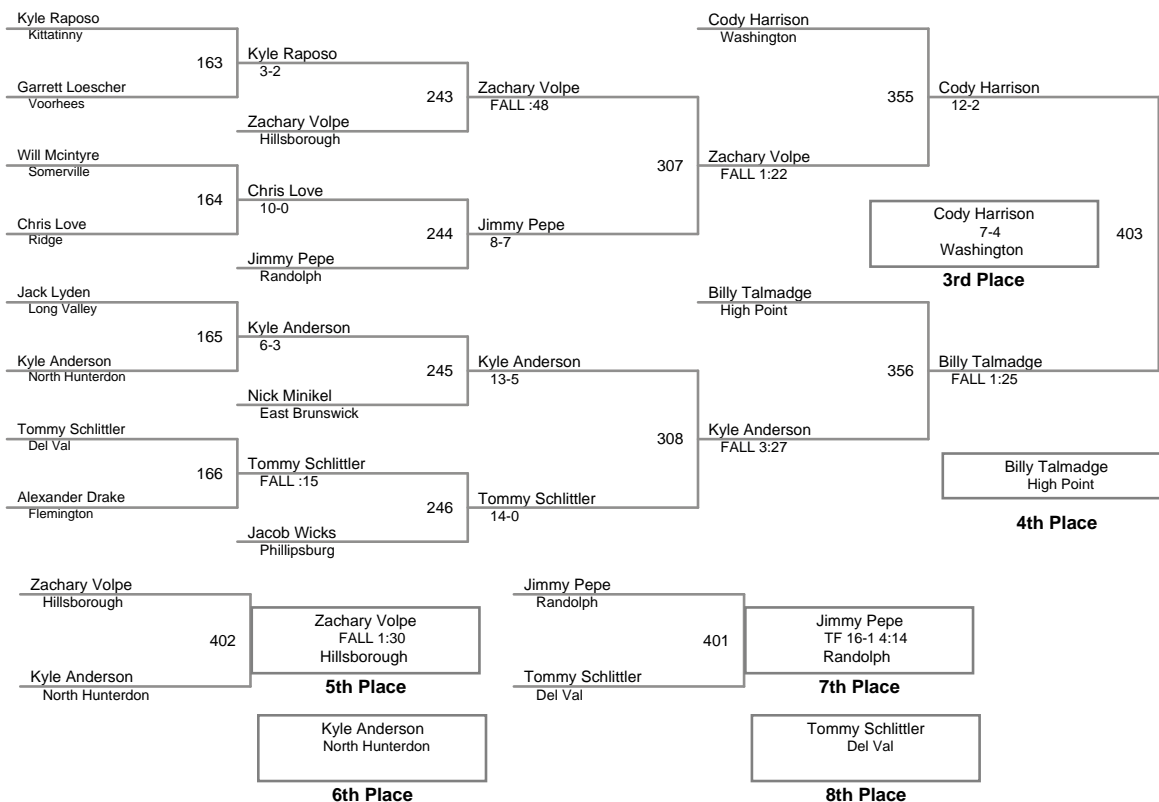 Kyle Raposo
Kittatinny
163
Garrett Loescher
Voorhees
Will Mcintyre
Somerville
164
Chris Love
Ridge
Jack Lyden
Long Valley
165
Kyle Anderson
North Hunterdon
Tommy Schlittler
Del Val
166
Alexander Drake
Flemington
Kyle Raposo
3-2
243
Zachary Volpe
Hillsborough
Chris Love
10-0
244
Jimmy Pepe
Randolph
Kyle Anderson
6-3
245
Nick Minikel
East Brunswick
Tommy Schlittler
FALL :15
246
Jacob Wicks
Phillipsburg
Zachary Volpe
FALL :48
307
Jimmy Pepe
8-7
Kyle Anderson
13-5
308
Tommy Schlittler
14-0
Cody Harrison
Washington
355
Zachary Volpe
FALL 1:22
Billy Talmadge
High Point
356
Kyle Anderson
FALL 3:27
Cody Harrison
12-2
Cody Harrison
7-4
Washington
403
3rd Place
Billy Talmadge
FALL 1:25
Billy Talmadge
High Point
4th Place
Zachary Volpe
Hillsborough
402
Kyle Anderson
North Hunterdon
Zachary Volpe
FALL 1:30
Hillsborough
5th Place
Kyle Anderson
North Hunterdon
6th Place
Jimmy Pepe
Randolph
401
Tommy Schlittler
Del Val
Jimmy Pepe
TF 16-1 4:14
Randolph
7th Place
Tommy Schlittler
Del Val
8th Place